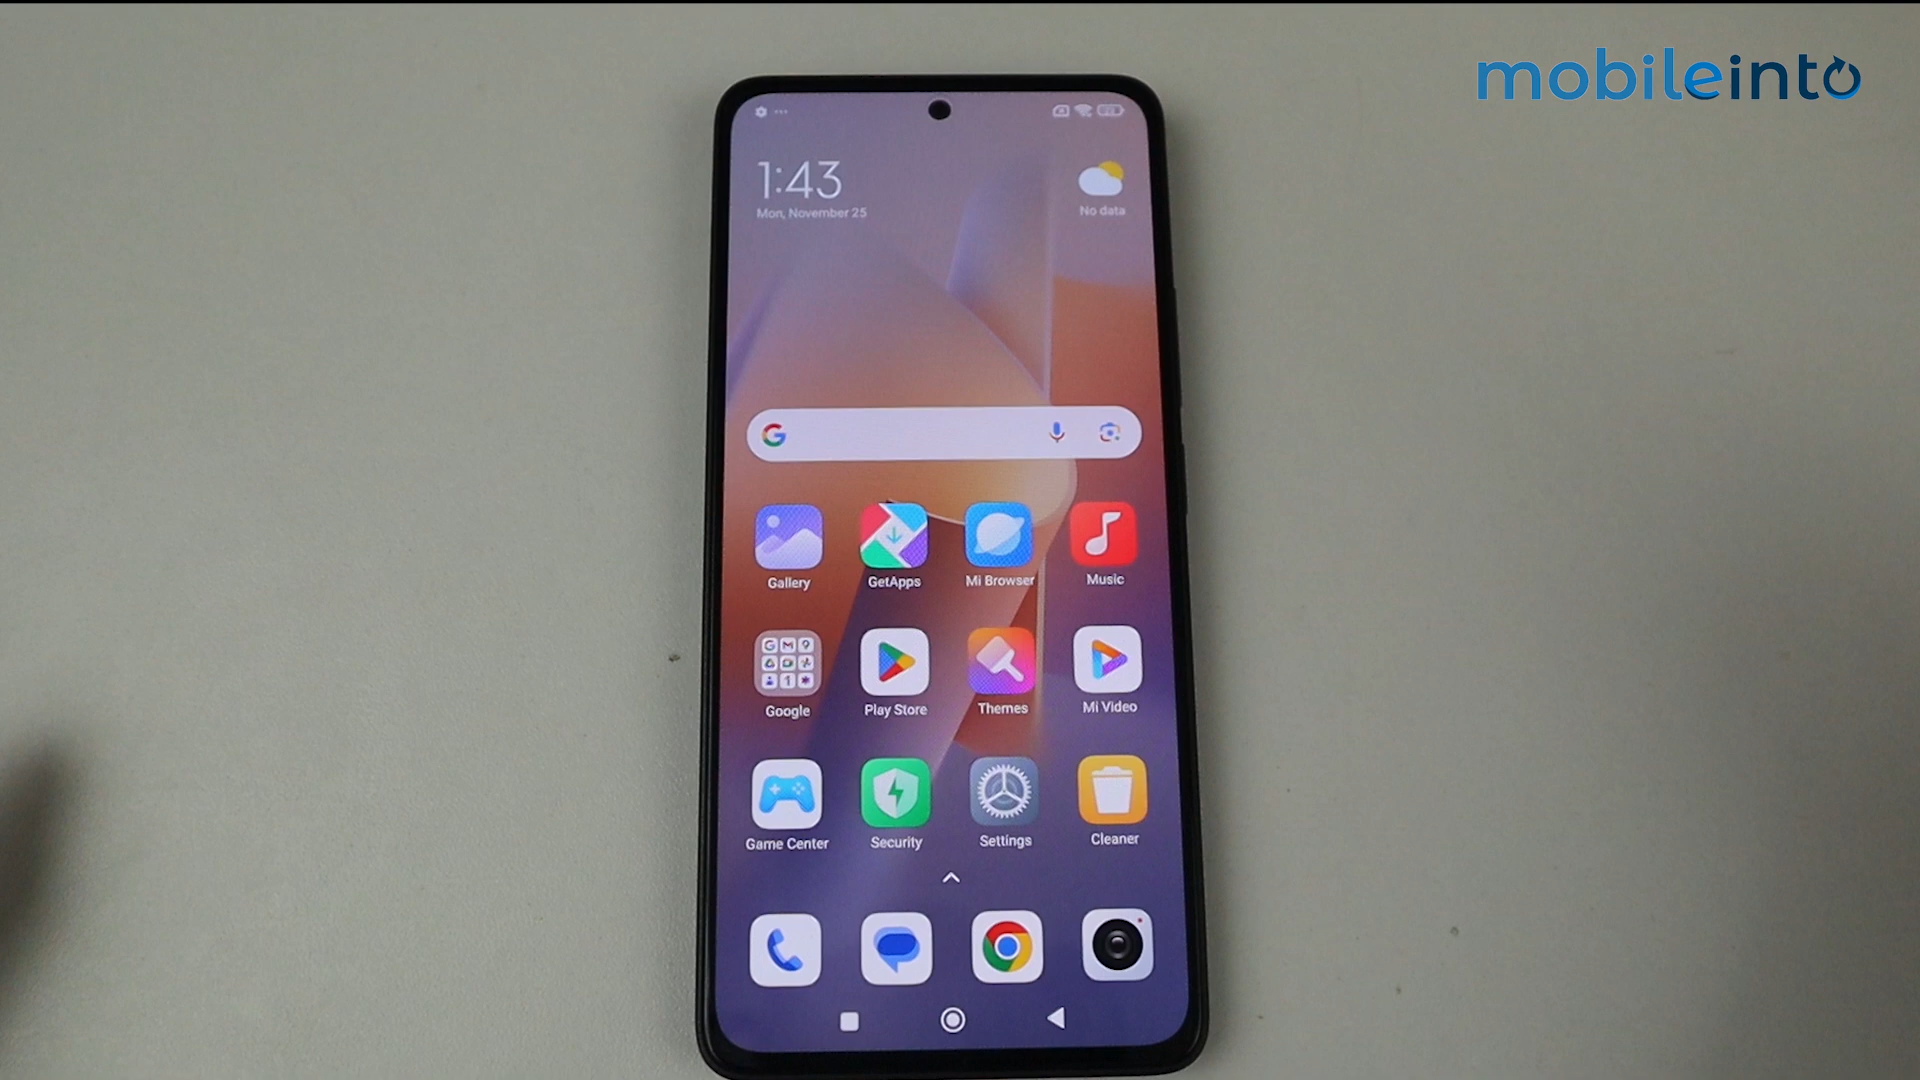 mobileinto
1:43
Mon, November 25
No data
Gallery
GetApps
Mi Browser
Music
Google
Play Store
Themes
Mi Video
Game Center
Security
Settings
Cleaner